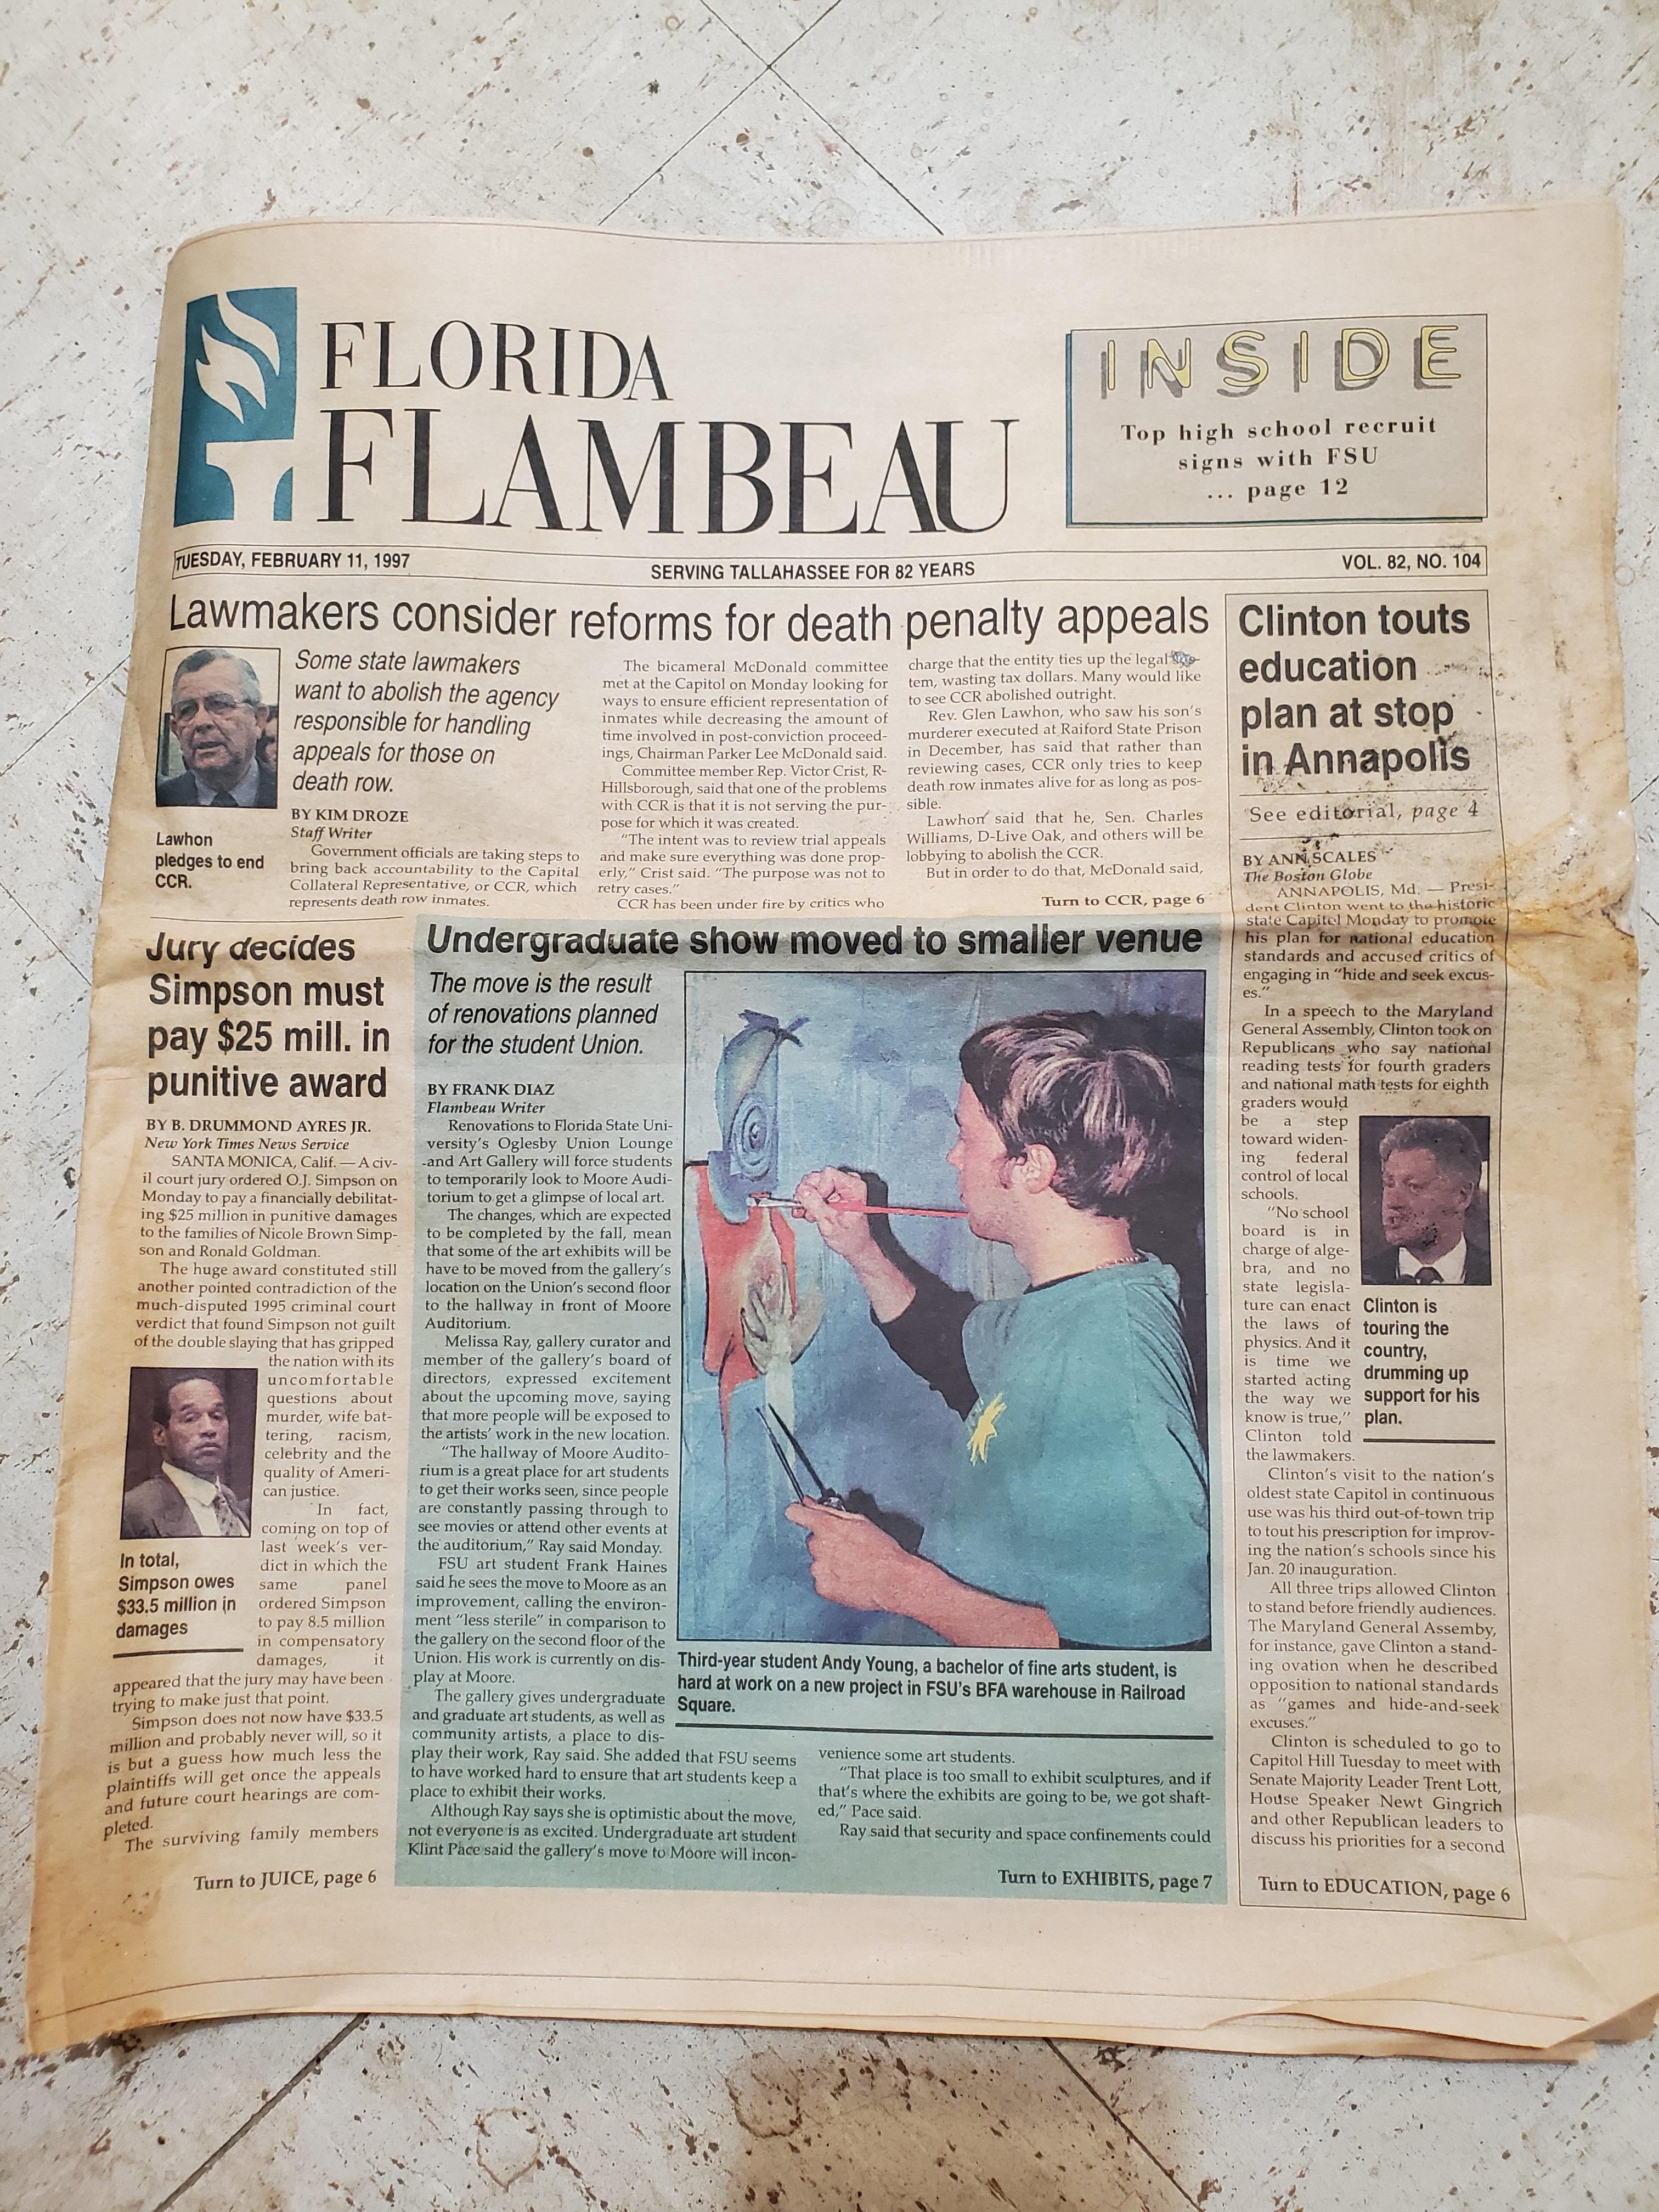 FLORIDA
FLAMBEAU
INSIDE
Top high school recruit
signs with FSU
... page 12
TUESDAY, FEBRUARY 11, 1997
SERVING TALLAHASSEE FOR 82 YEARS
VOL. 82, NO. 104
Lawmakers consider reforms for death penalty appeals
Lawhon
pledges to end
CCR.
Some state lawmakers
want to abolish the agency
responsible for handling
appeals for those on
death row.
BY KIM DROZE
Staff Writer
Government officials are taking steps to
bring back accountability to the Capital
Collateral Representative, or CCR, which
represents death row inmates.
The bicameral McDonald committee
met at the Capitol on Monday looking for
ways to ensure efficient representation of
inmates while decreasing the amount of
time involved in post-conviction proceed-
ings, Chairman Parker Lee McDonald said.
Committee member Rep. Victor Crist, R-
Hillsborough, said that one of the problems
with CCR is that it is not serving the pur-
pose for which it was created.
"The intent was to review trial appeals
and make sure everything was done prop-
erly," Crist said. "The purpose was not to
retry cases."
CCR has been under fire by critics who
charge that the entity ties up the legal
tem, wasting tax dollars. Many would like
to see CCR abolished outright.
Rev. Glen Lawhon, who saw his son's
murderer executed at Raiford State Prison
in December, has said that rather than
reviewing cases, CCR only tries to keep
death row inmates alive for as long as pos-
sible.
Lawhon said that he, Sen. Charles
Williams, D-Live Oak, and others will be
lobbying to abolish the CCR.
But in order to do that, McDonald said,
Turn to CCR, page 6
Clinton touts
education
plan at stop
in Annapolis
See editorial, page 4
BY ANN SCALES
The Boston Globe
ANNAPOLIS, Md. — Presi-
dent Clinton went to the historic
state Capitol Monday to promote
his plan for national education
standards and accused critics of
engaging in "hide and seek excus-
es."
In a speech to the Maryland
General Assembly, Clinton took on
Republicans who say national
reading tests for fourth graders
and national math tests for eighth
graders would
be a step
toward widen-
ing federal
control of local
schools.
"No school
board is in
charge of alge-
bra, and no
state legisla-
ture can enact
the laws of
physics. And it
is time we
started acting
the way we
know is true,"
Clinton told
the lawmakers.
Clinton is
touring the
country,
drumming up
support for his
plan.
Clinton's visit to the nation's
oldest state Capitol in continuous
use was his third out-of-town trip
to tout his prescription for improv-
ing the nation's schools since his
Jan. 20 inauguration.
All three trips allowed Clinton
to stand before friendly audiences.
The Maryland General Assemby,
for instance, gave Clinton a stand-
ing ovation when he described
opposition to national standards
as "games and hide-and-seek
excuses."
Clinton is scheduled to go to
Capitol Hill Tuesday to meet with
Senate Majority Leader Trent Lott,
House Speaker Newt Gingrich
and other Republican leaders to
discuss his priorities for a second
Turn to EDUCATION, page 6
Jury decides
Simpson must
pay $25 mill. in
punitive award
BY B. DRUMMOND AYRES JR.
New York Times News Service
SANTA MONICA, Calif. — A civ-
il court jury ordered O.J. Simpson on
Monday to pay a financially debilitat-
ing $25 million in punitive damages
to the families of Nicole Brown Simp-
son and Ronald Goldman.
The huge award constituted still
another pointed contradiction of the
much-disputed 1995 criminal court
verdict that found Simpson not guilt
of the double slaying that has gripped
the nation with its
uncomfortable
questions about
murder, wife bat-
tering, racism,
celebrity and the
quality of Ameri-
can justice.
In fact,
coming on top of
last week's ver-
dict in which the
same panel
ordered Simpson
to pay 8.5 million
in compensatory
damages, it
appeared that the jury may have been
trying to make just that point.
Simpson does not now have $33.5
million and probably never will, so it
is but a guess how much less the
plaintiffs will get once the appeals
and future court hearings are com-
pleted.
The surviving family members
In total,
Simpson owes
$33.5 million in
damages
Turn to JUICE, page 6
Undergraduate show moved to smaller venue
The move is the result
of renovations planned
for the student Union.
BY FRANK DIAZ
Flambeau Writer
Renovations to Florida State Uni-
versity's Oglesby Union Lounge
and Art Gallery will force students
to temporarily look to Moore Audi-
torium to get a glimpse of local art.
The changes, which are expected
to be completed by the fall, mean
that some of the art exhibits will be
have to be moved from the gallery's
location on the Union's second floor
to the hallway in front of Moore
Auditorium.
Melissa Ray, gallery curator and
member of the gallery's board of
directors, expressed excitement
about the upcoming move, saying
that more people will be exposed to
the artists' work in the new location.
"The hallway of Moore Audito-
rium is a great place for art students
to get their works seen, since people
are constantly passing through to
see movies or attend other events at
the auditorium," Ray said Monday.
FSU art student Frank Haines
said he sees the move to Moore as an
improvement, calling the environ-
ment "less sterile" in comparison to
the gallery on the second floor of the
Union. His work is currently on dis-
play at Moore.
The gallery gives undergraduate
and graduate art students, as well as
community artists, a place to dis-
play their work, Ray said. She added that FSU seems
to have worked hard to ensure that art students keep a
place to exhibit their works.
Although Ray says she is optimistic about the move,
not everyone is as excited. Undergraduate art student
Klint Pace said the gallery's move to Moore will incon-
venience some art students.
"That place is too small to exhibit sculptures, and if
that's where the exhibits are going to be, we got shaft-
ed," Pace said.
Ray said that security and space confinements could
Third-year student Andy Young, a bachelor of fine arts student, is
hard at work on a new project in FSU's BFA warehouse in Railroad
Square.
Turn to EXHIBITS, page 7